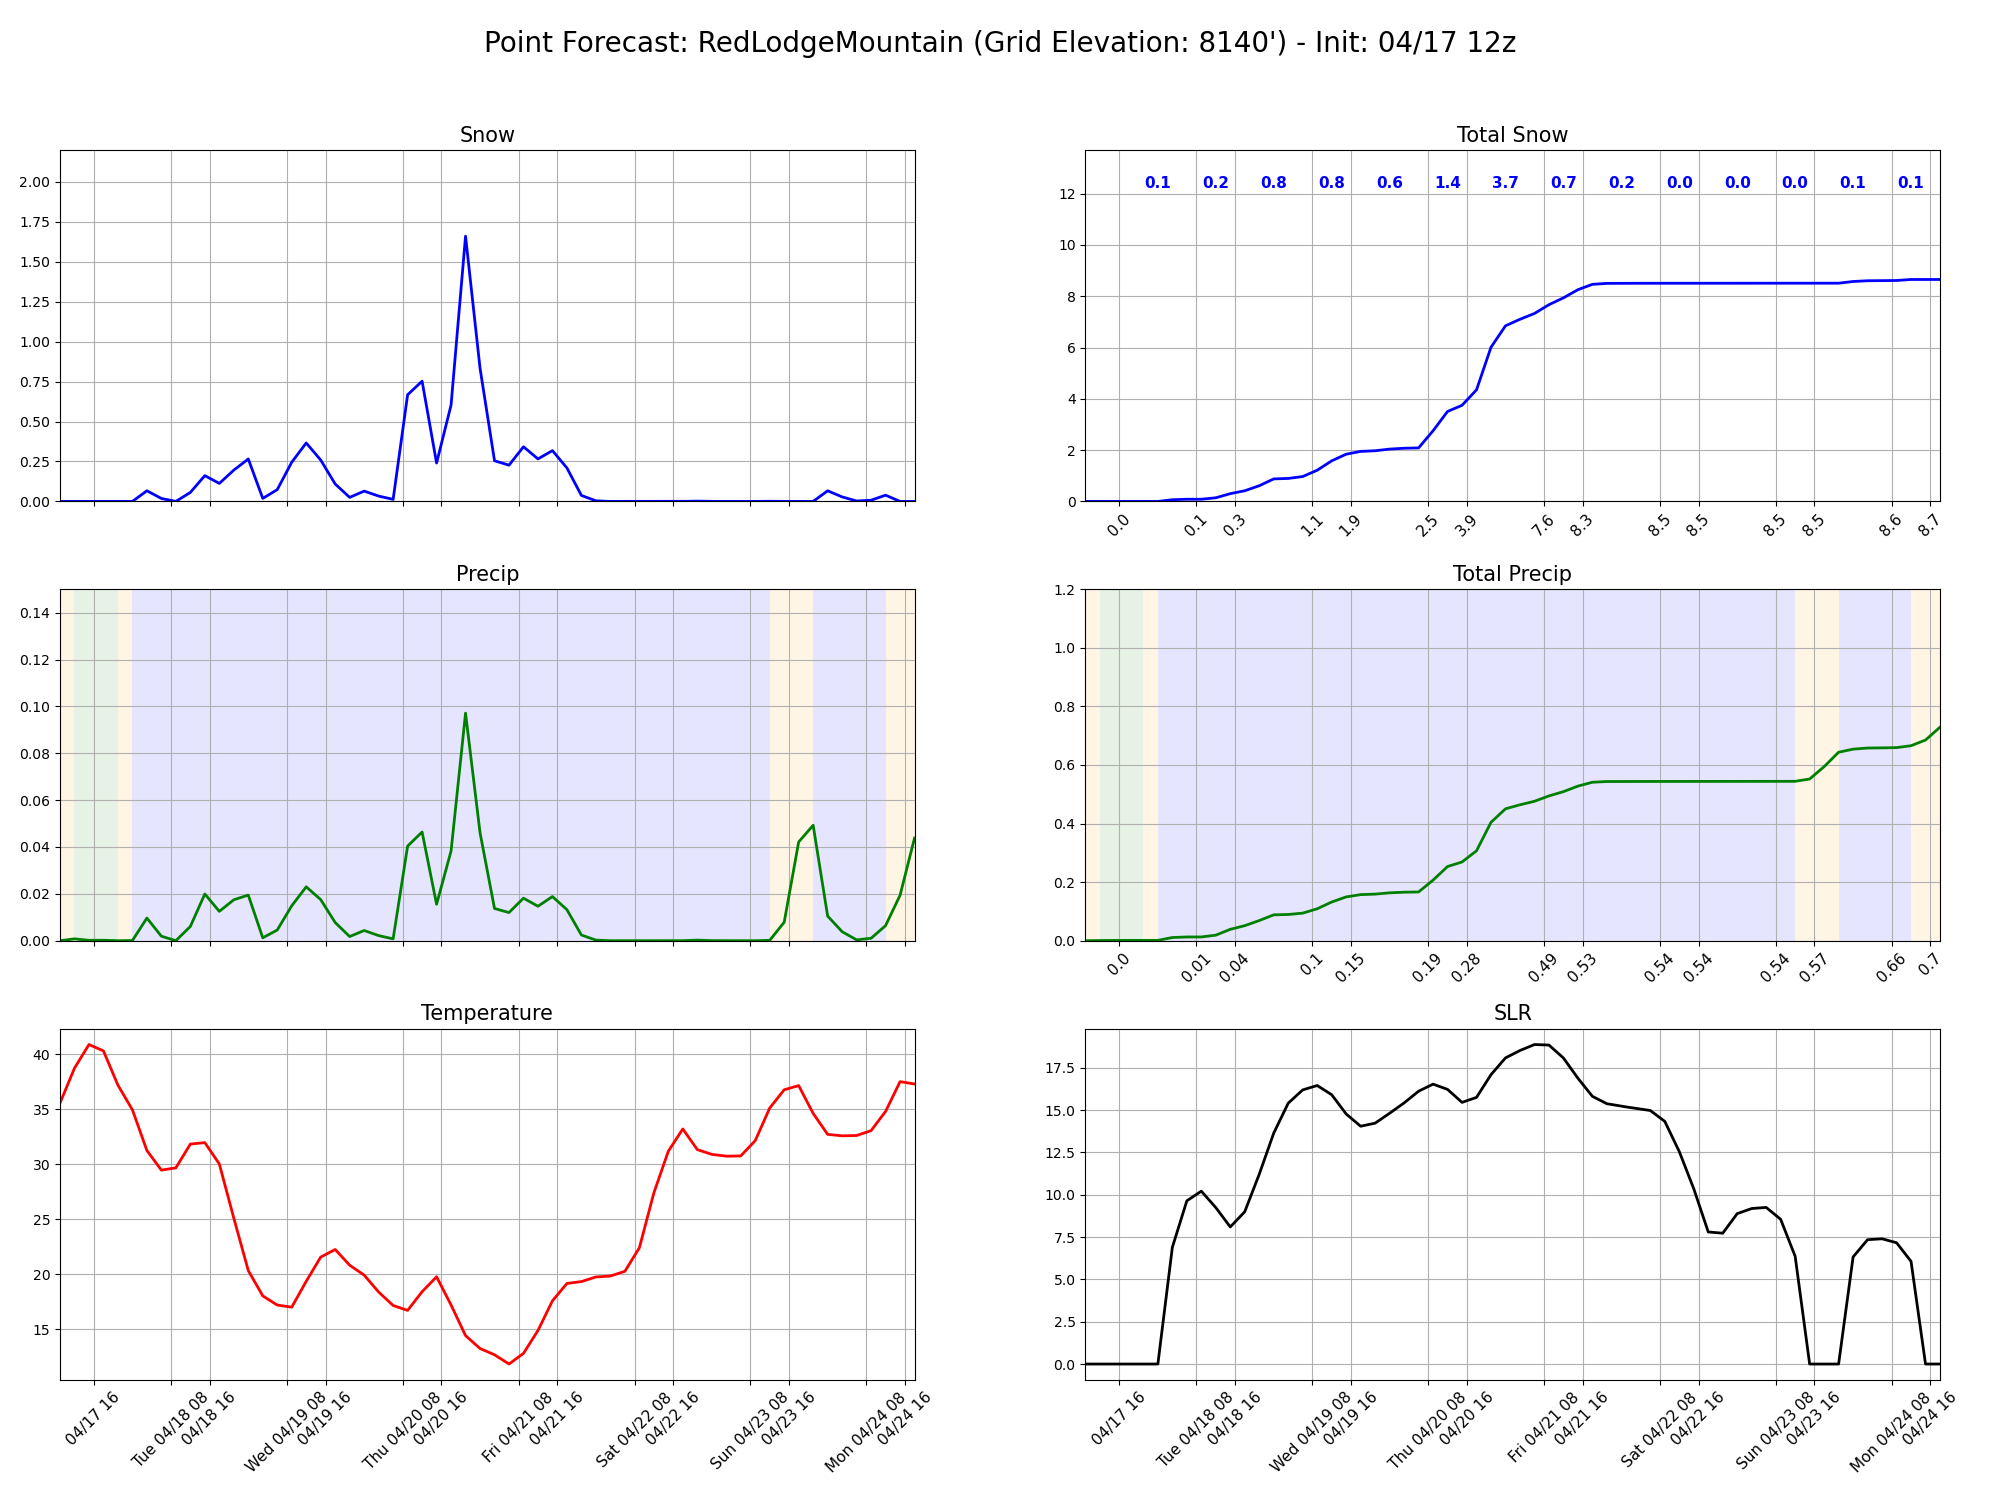 Point Forecast: RedLodgeMountain (Grid Elevation: 8140') - Init: 04/17 12z
Snow
2.00
1.75
1.50
1.25
1.00
0.75
0.50
0.25
0.00
Total Snow
0.1 0.2 0.8 0.8 0.6 1.4 3.7 0.7 0.2 0.0 0.0 0.0 0.1 0.1
12
10
8
6
4
2
0
0.0 0.1 0.3 1.1 1.9 2.5 3.9 7.6 8.3 8.5 8.5 8.5 8.5 8.6 8.7
Precip
0.14
0.12
0.10
0.08
0.06
0.04
0.02
0.00
Total Precip
1.2
1.0
0.8
0.6
0.4
0.2
0.0
0.0 0.01 0.04 0.1 0.15 0.19 0.28 0.49 0.53 0.54 0.54 0.54 0.57 0.66 0.7
Temperature
40
35
30
25
20
15
04/17 16
Tue 04/18 08
04/18 16
Wed 04/19 08
04/19 16
Thu 04/20 08
04/20 16
Fri 04/21 08
04/21 16
Sat 04/22 08
04/22 16
Sun 04/23 08
04/23 16
Mon 04/24 08
04/24 16
SLR
17.5
15.0
12.5
10.0
7.5
5.0
2.5
0.0
04/17 16
Tue 04/18 08
04/18 16
Wed 04/19 08
04/19 16
Thu 04/20 08
04/20 16
Fri 04/21 08
04/21 16
Sat 04/22 08
04/22 16
Sun 04/23 08
04/23 16
Mon 04/24 08
04/24 16